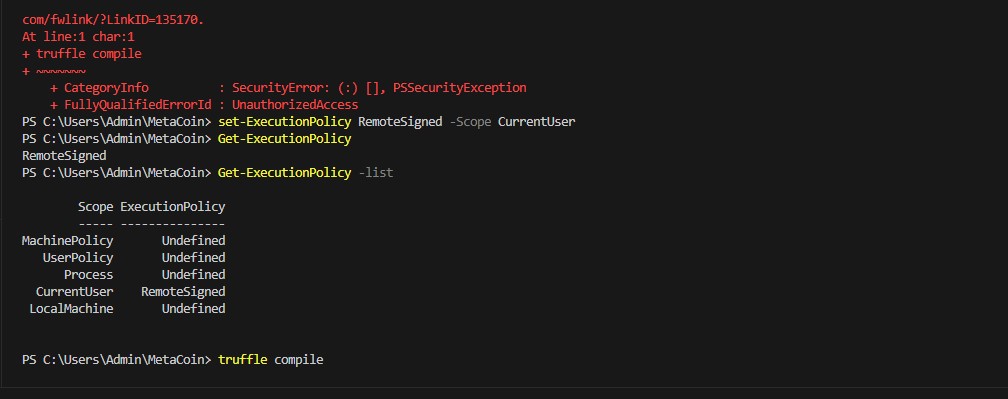 com/fwlink/?LinkID=135170.
At line:1 char:1
+ truffle compile
+ ~~~~~~~
    + CategoryInfo          : SecurityError: (:) [], PSSecurityException
    + FullyQualifiedErrorId : UnauthorizedAccess
PS C:\Users\Admin\MetaCoin> set-ExecutionPolicy RemoteSigned -Scope CurrentUser
PS C:\Users\Admin\MetaCoin> Get-ExecutionPolicy
RemoteSigned
PS C:\Users\Admin\MetaCoin> Get-ExecutionPolicy -list

        Scope ExecutionPolicy
        ----- ---------------
MachinePolicy       Undefined
   UserPolicy       Undefined
      Process       Undefined
  CurrentUser    RemoteSigned
 LocalMachine       Undefined


PS C:\Users\Admin\MetaCoin> truffle compile